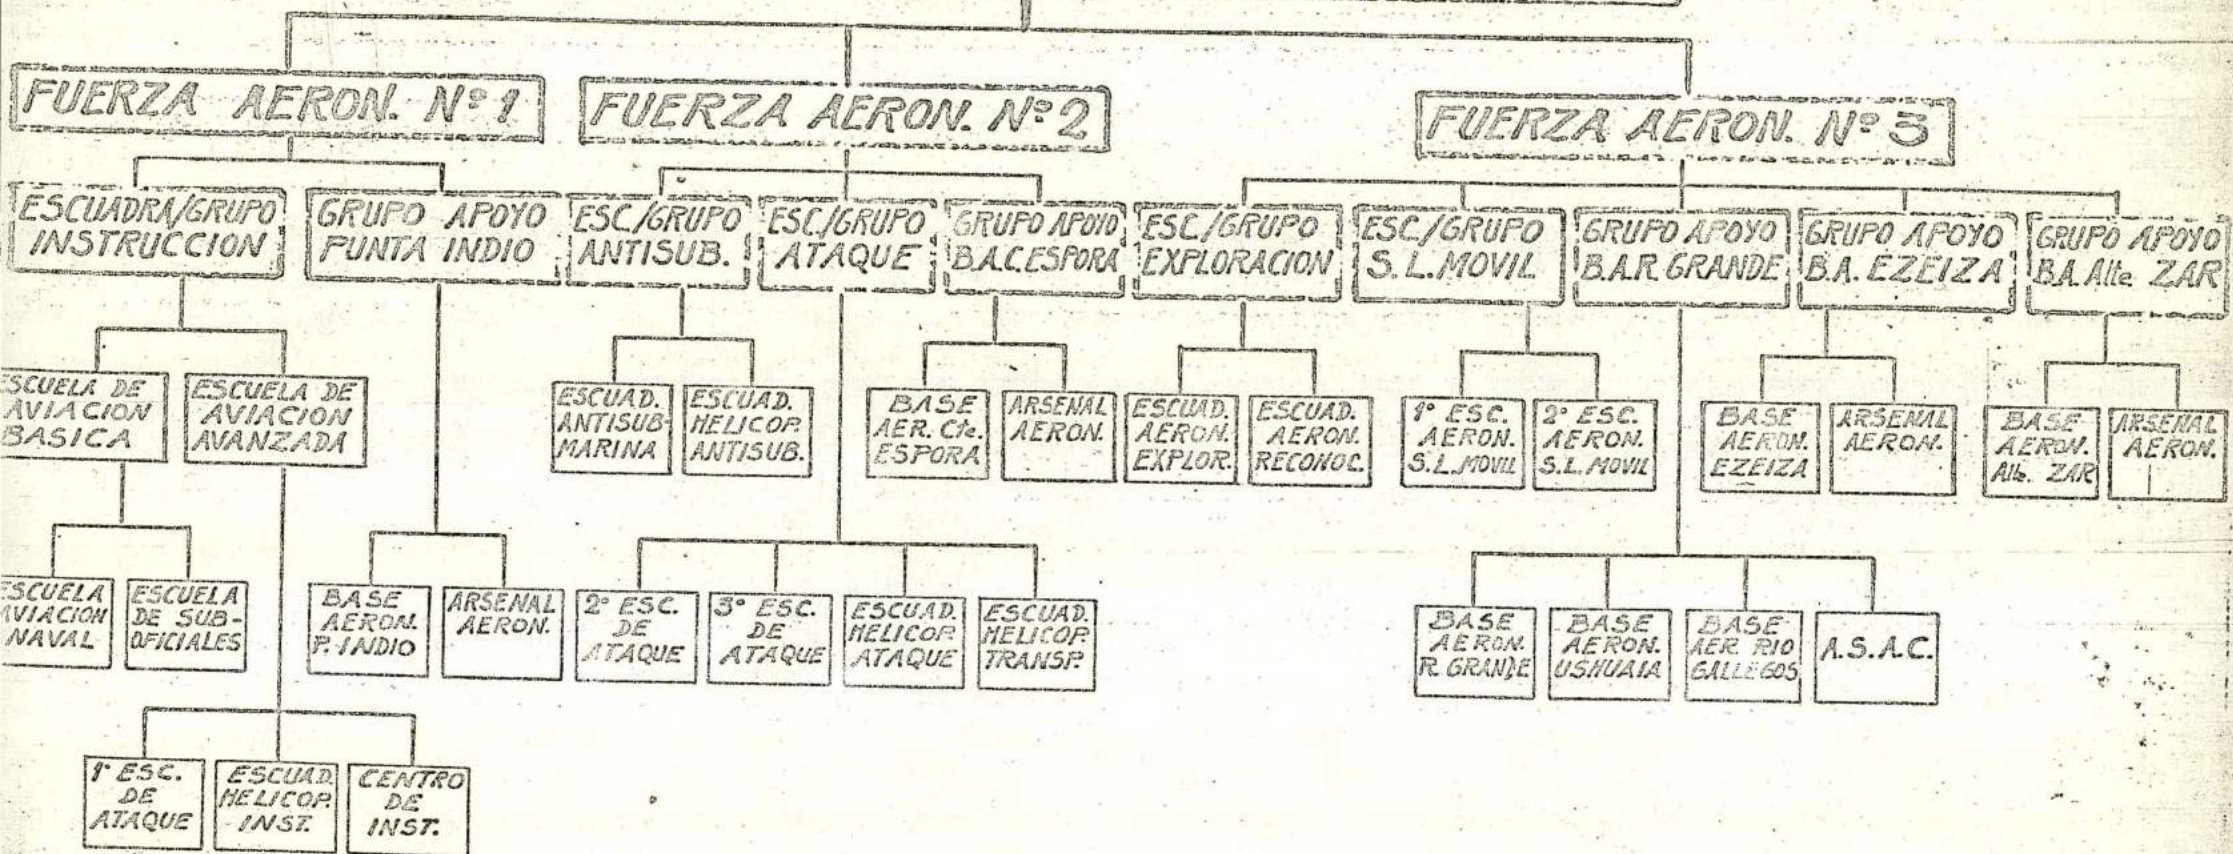 FUERZA AERON. Nº 1
FUERZA AERON. Nº 2
FUERZA AERON. Nº 3
ESCUADRA/GRUPO
INSTRUCCION
GRUPO APOYO
PUNTA INDIO
ESC/GRUPO
ANTISUB.
ESC/GRUPO
ATAQUE
GRUPO APOYO
B.A.C.ESPORA
ESC/GRUPO
EXPLORACION
ESC/GRUPO
S.L.MOVIL
GRUPO APOYO
B.A.R.GRANDE
GRUPO APOYO
B.A. EZEIZA
GRUPO APOYO
B.A. Alte ZAR
ESCUELA DE
AVIACION
BASICA
ESCUELA DE
AVIACION
AVANZADA
ESCUAD.
ANTISUB-
MARINA
ESCUAD.
HELICOP.
ANTISUB.
BASE
AER. Cte.
ESPORA
ARSENAL
AERON.
ESCUAD.
AERON.
EXPLOR.
ESCUAD.
AERON.
RECONOC.
1º ESC.
AERON.
S.L.MOVIL
2º ESC.
AERON.
S.L.MOVIL
BASE
AERON.
EZEIZA
ARSENAL
AERON.
BASE
AERON.
Alte. ZAR
ARSENAL
AERON.
ESCUELA
AVIACION
NAVAL
ESCUELA
DE SUB-
OFICIALES
BASE
AERON.
P. INDIO
ARSENAL
AERON.
2º ESC.
DE
ATAQUE
3º ESC.
DE
ATAQUE
ESCUAD.
HELICOP.
ATAQUE
ESCUAD.
HELICOP.
TRANSP.
BASE
AERON.
R. GRANDE
BASE
AERON.
USHUAIA
BASE
AER. RIO
GALLEGOS
A.S.A.C.
1º ESC.
DE
ATAQUE
ESCUAD.
HELICOP.
INST.
CENTRO
DE
INST.